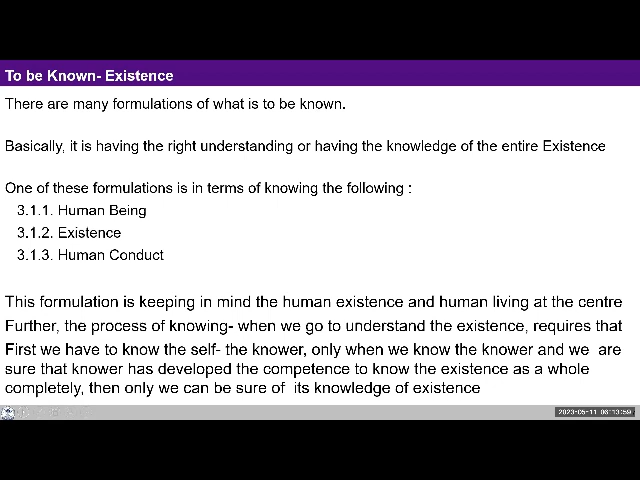 To be Known- Existence
There are many formulations of what is to be known.
Basically, it is having the right understanding or having the knowledge of the entire Existence
One of these formulations is in terms of knowing the following :
3.1.1. Human Being
3.1.2. Existence
3.1.3. Human Conduct
This formulation is keeping in mind the human existence and human living at the centre
Further, the process of knowing- when we go to understand the existence, requires that
First we have to know the self- the knower, only when we know the knower and we are
sure that knower has developed the competence to know the existence as a whole
completely, then only we can be sure of its knowledge of existence
2023-05-11 06:13:59